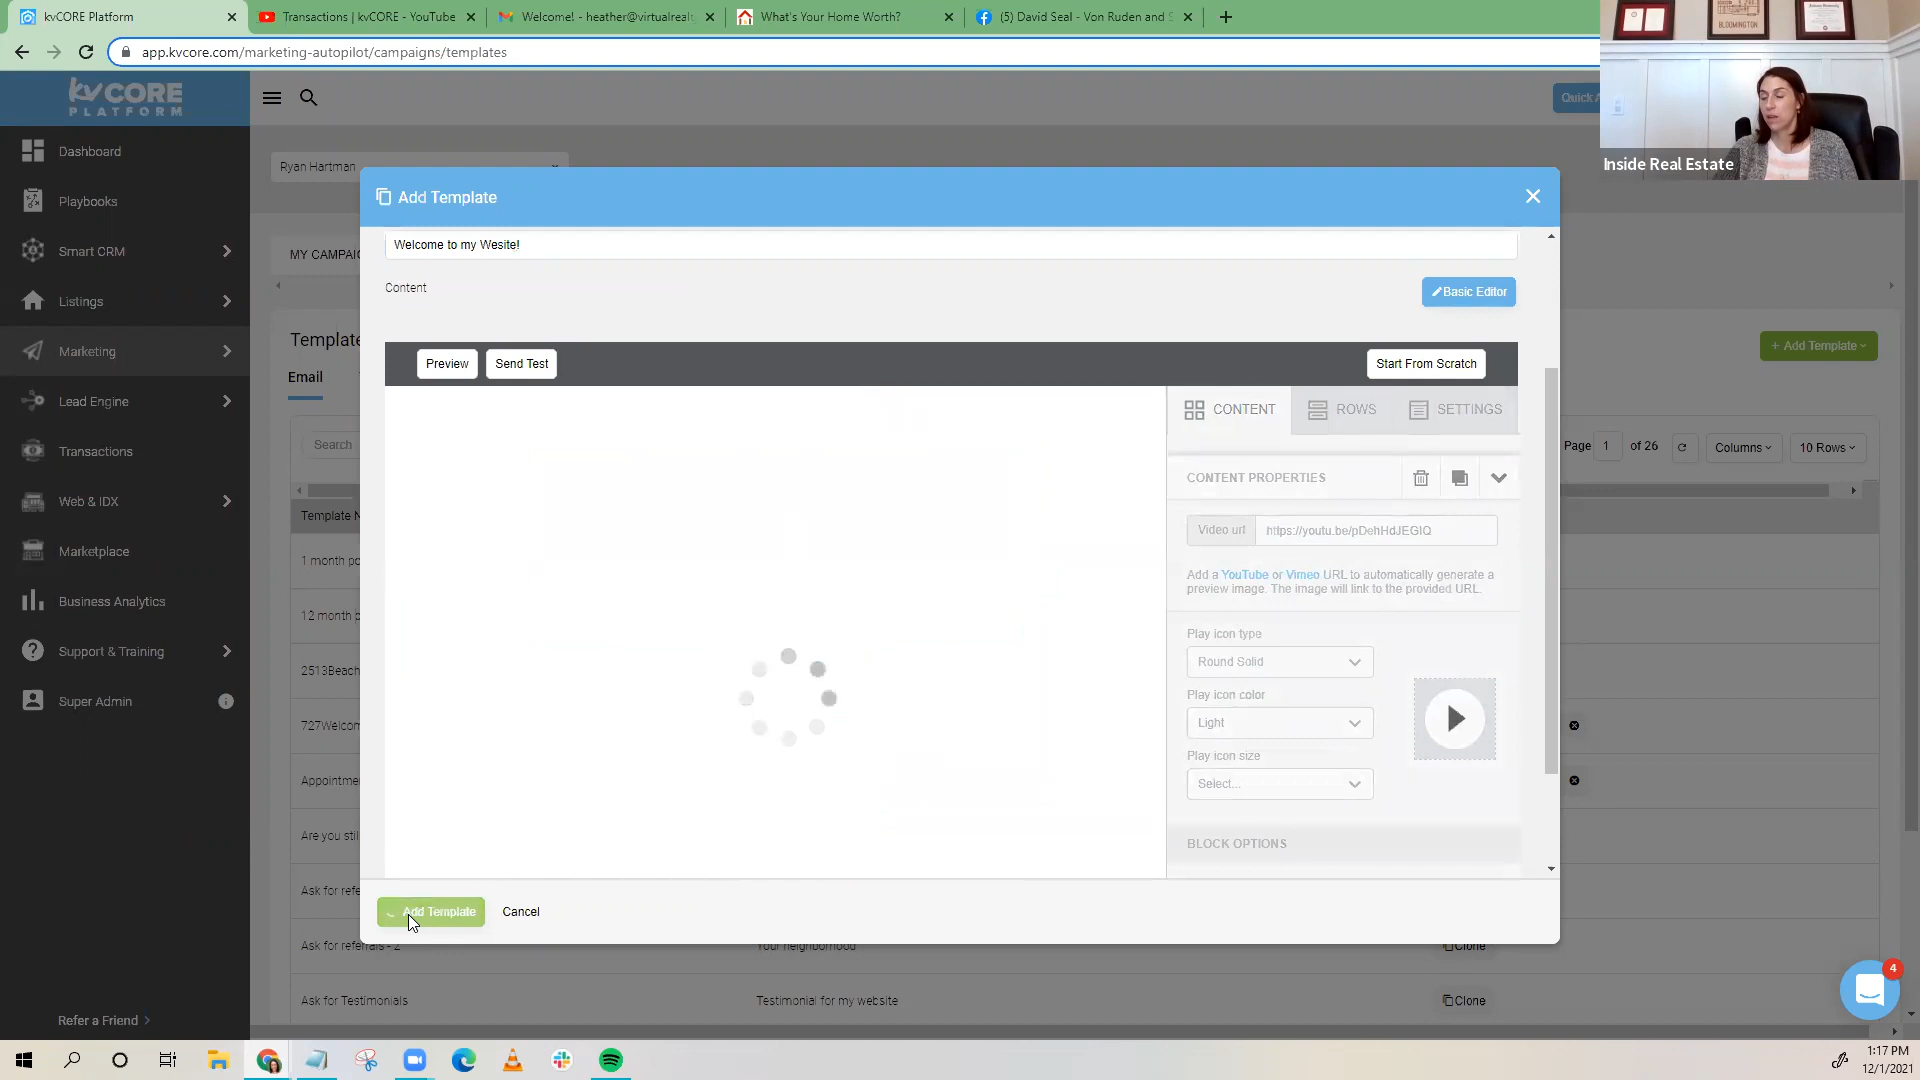 kvCORE Platform
Transactions | kvCORE - YouTube
Welcome! - heather@virtualrealt
What's Your Home Worth?
(5) David Seal - Von Ruden and S
app.kvcore.com/marketing-autopilot/campaigns/templates
kvCORE
PLATFORM
Quick A
BLOOMINGTON
Inside Real Estate
Dashboard
Playbooks
Smart CRM
Listings
Marketing
Lead Engine
Transactions
Web & IDX
Marketplace
Business Analytics
Support & Training
Super Admin
Refer a Friend
Ryan Hartman
MY CAMPAIG
Template
Email
Search
+ Add Template
Page 1 of 26
Columns
10 Rows
Template N
1 month po
12 month b
2513Beach
727Welcom
Appointme
Are you stil
Ask for refe
Ask for referrals - 2
Your neighborhood
Clone
Ask for Testimonials
Testimonial for my website
Clone
Add Template
Welcome to my Wesite!
Content
Basic Editor
Preview
Send Test
Start From Scratch
CONTENT
ROWS
SETTINGS
CONTENT PROPERTIES
Video url
https://youtu.be/pDehHdJEGIQ
Add a YouTube or Vimeo URL to automatically generate a
preview image. The image will link to the provided URL.
Play icon type
Round Solid
Play icon color
Light
Play icon size
Select...
BLOCK OPTIONS
Add Template
Cancel
4
1:17 PM
12/1/2021